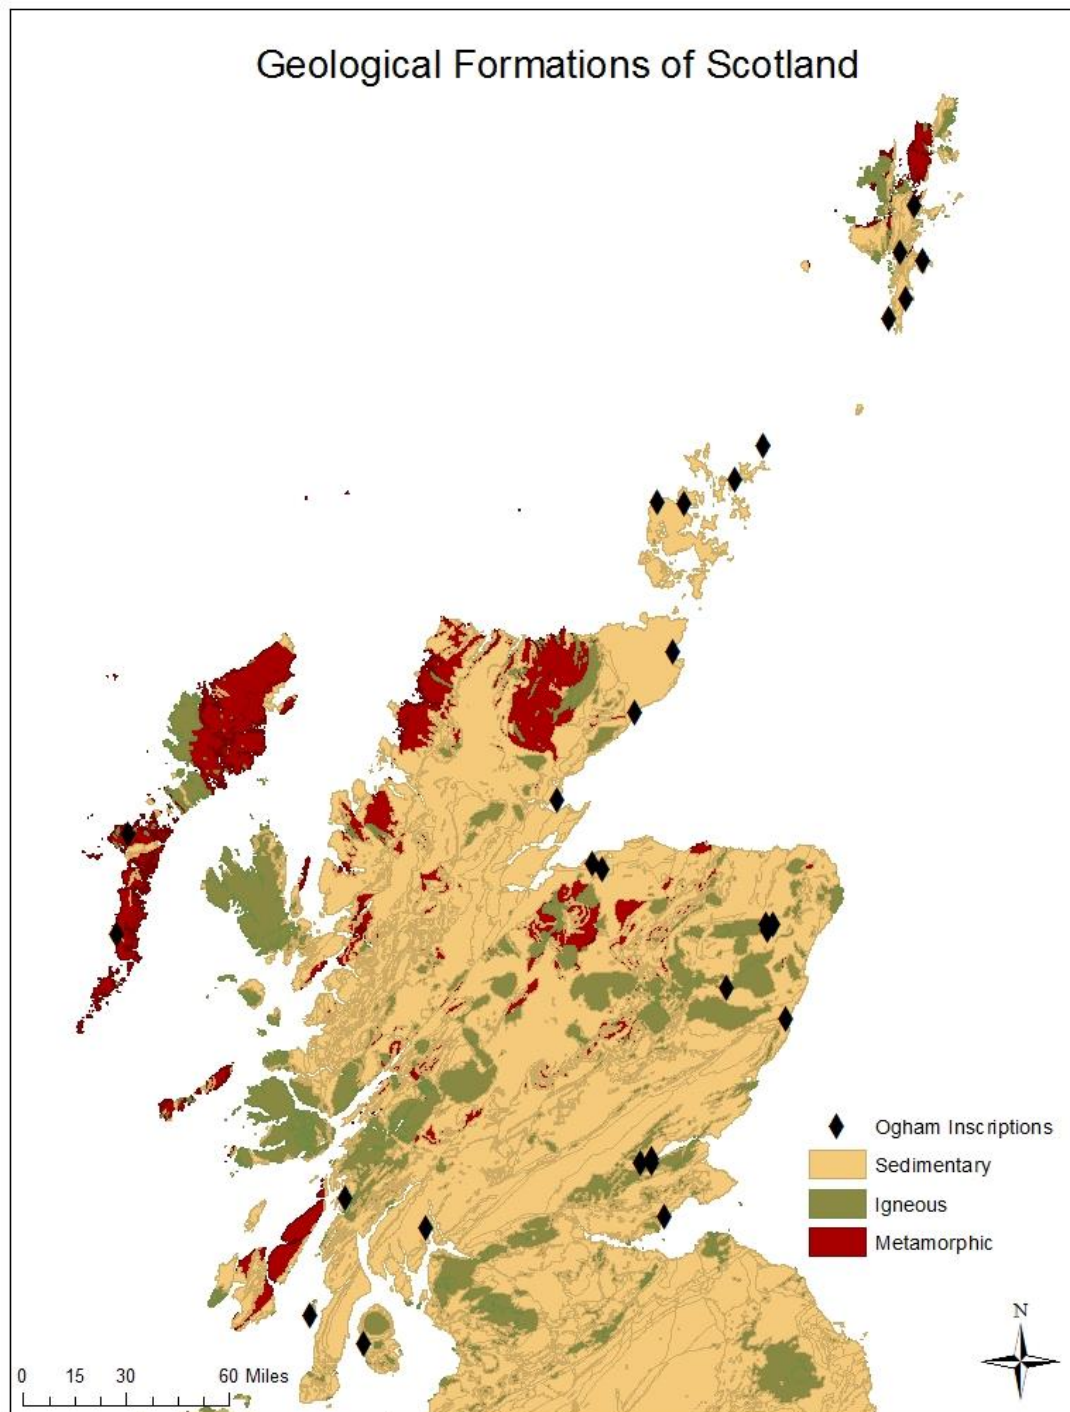 Geological Formations of Scotland
Ogham Inscriptions
Sedimentary
Igneous
Metamorphic
N
0 15 30 60 Miles